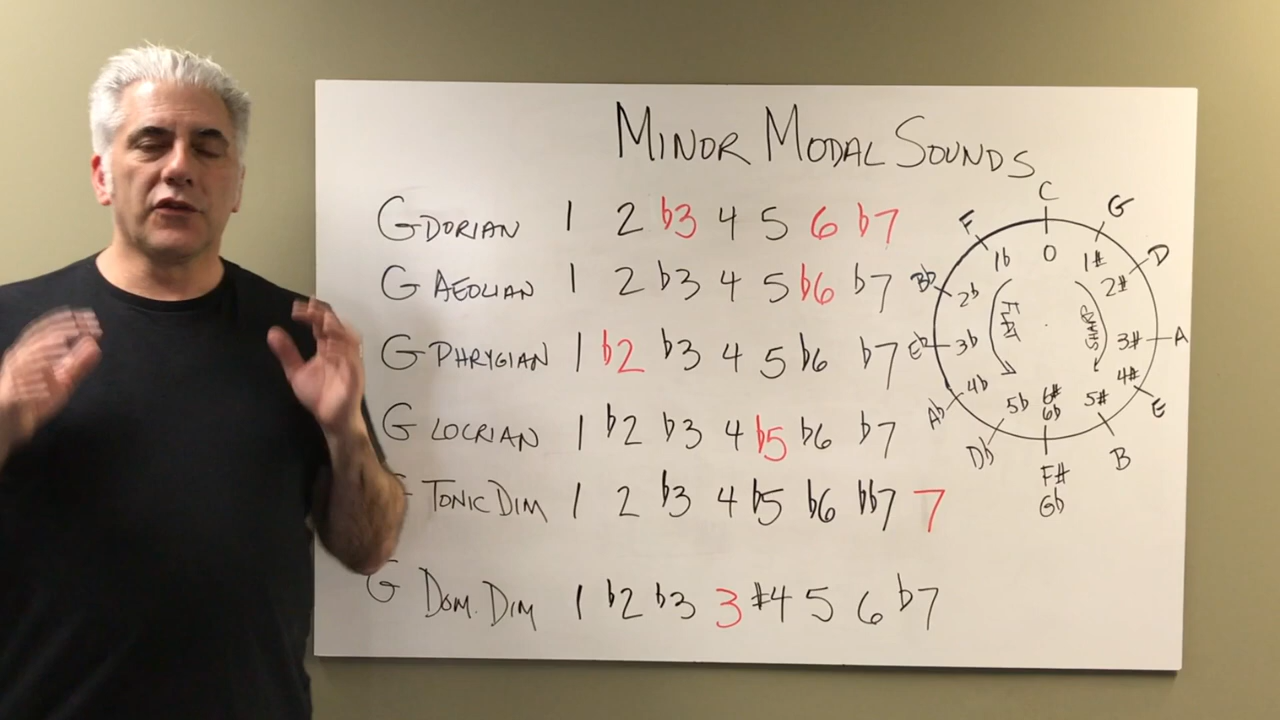 MINOR MODAL SOUNDS
G DORIAN 1 2 b3 4 5 6 b7
G AEOLIAN 1 2 b3 4 5 b6 b7
G PHRYGIAN 1 b2 b3 4 5 b6 b7
G LOCRIAN 1 b2 b3 4 b5 b6 b7
G TONIC DIM 1 2 b3 4 b5 b6 bb7 7
G DOM. DIM 1 b2 b3 3 #4 5 6 b7
C
G
D
A
E
B
F#
Gb
Db
Ab
Eb
Bb
F
0
1#
2#
3#
4#
5#
6#
6b
5b
4b
3b
2b
1b
FLATS
SHARPS